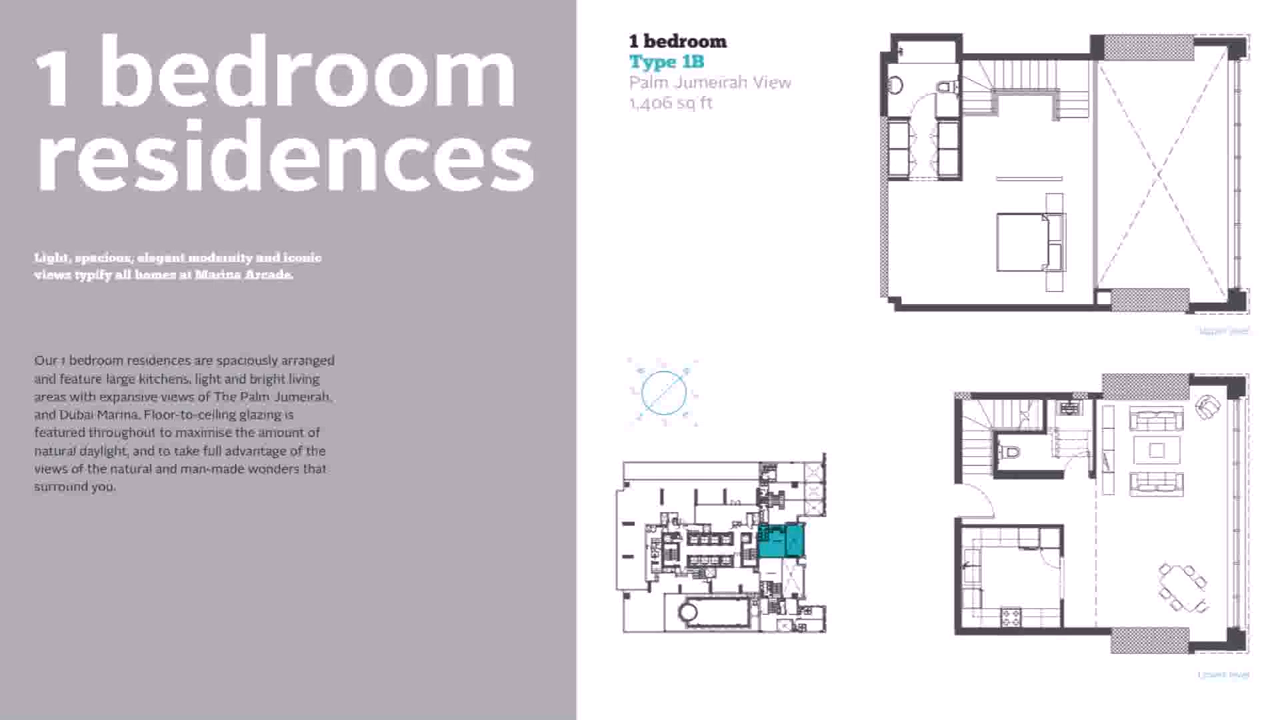 1 bedroom
residences
Light, spacious, elegant modernity and iconic
views typify all homes at Marina Arcade.
Our 1 bedroom residences are spaciously arranged
and feature large kitchens, light and bright living
areas with expansive views of The Palm Jumeirah,
and Dubai Marina. Floor-to-ceiling glazing is
featured throughout to maximise the amount of
natural daylight, and to take full advantage of the
views of the natural and man-made wonders that
surround you.
1 bedroom
Type 1B
Palm Jumeirah View
1,406 sq ft
Upper level
Lower level